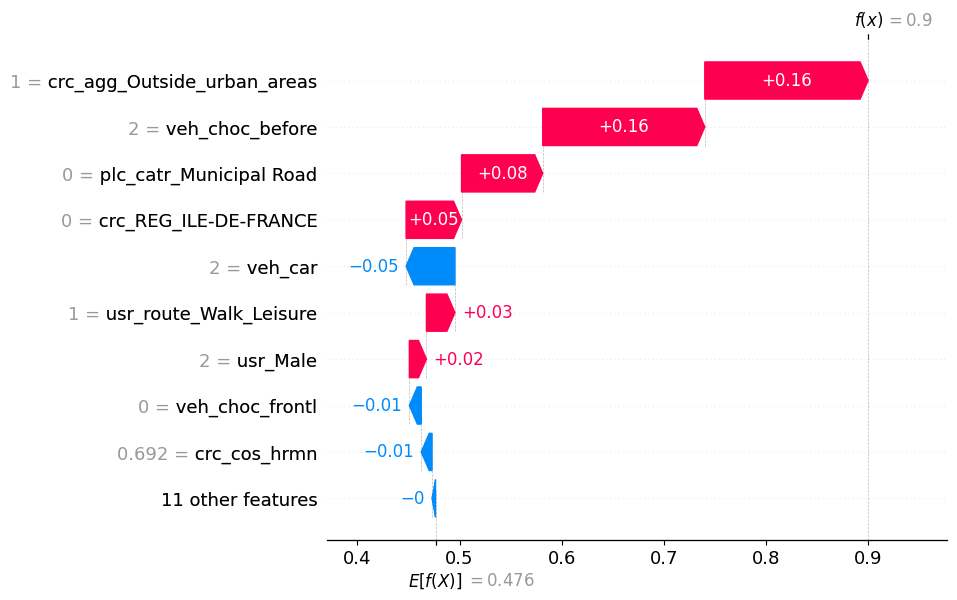 f(x) = 0.9
1 = crc_agg_Outside_urban_areas +0.16
2 = veh_choc_before +0.16
0 = plc_catr_Municipal Road +0.08
0 = crc_REG_ILE-DE-FRANCE +0.05
2 = veh_car −0.05
1 = usr_route_Walk_Leisure +0.03
2 = usr_Male +0.02
0 = veh_choc_frontl −0.01
0.692 = crc_cos_hrmn −0.01
11 other features −0
0.4 0.5 0.6 0.7 0.8 0.9
E[f(X)] = 0.476